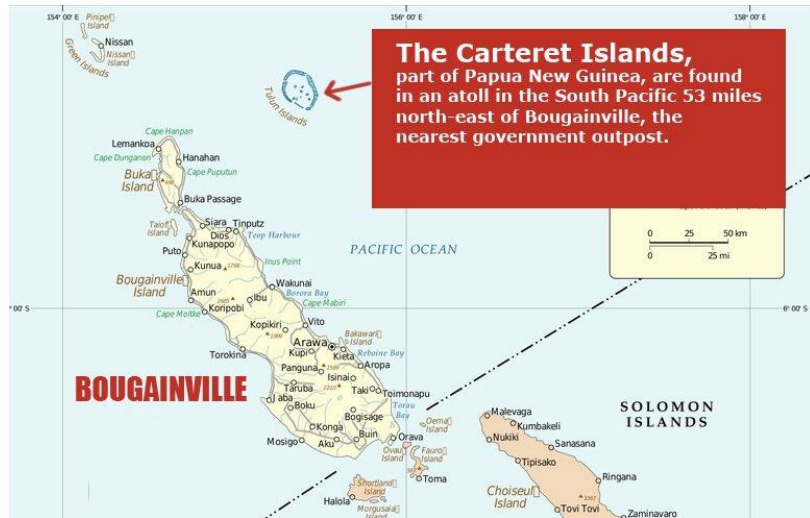 154° 00' E
156° 00' E
158° 00' E
Pinipel
Island
Nissan
Nissan
Island
Green Islands
Tulun Islands
The Carteret Islands,
part of Papua New Guinea, are found
in an atoll in the South Pacific 53 miles
north-east of Bougainville, the
nearest government outpost.
Cape Hanpan
Lemankoa
Cape Dunganon
Hanahan
Cape Puputun
Buka
Island
Buka Passage
Taiof
Island
Siara
Tinputz
Dios
Teop Harbour
Kunapopo
Puto
Inus Point
Kunua
Bougainville
Island
Wakunai
Amun
Ibu
Borora Bay
Cape Mabiri
Cape Moltke
Koripobi
Kopikiri
Vito
Bakawari
Island
Arawa
Torokina
Kupi
Kieta
Reboine Bay
Panguna
Aropa
Isinai
BOUGAINVILLE
Taruba
Taki
Toimonapu
Jaba
Boku
Torau
Bay
Bogisage
Konga
Mosigo
Aku
Buin
Orava
Oema
Island
Ovau
Island
Fauro
Island
Toma
Shortland
Island
Halola
Morgusaia
Island
PACIFIC OCEAN
0 25 50 km
0 25 mi
°00' S
6° 00' S
SOLOMON
ISLANDS
Malevaga
Kumbakeli
Nukiki
Sanasana
Tipisako
Ringana
Choiseul
Island
2067
Tovi Tovi
Zaminavaro